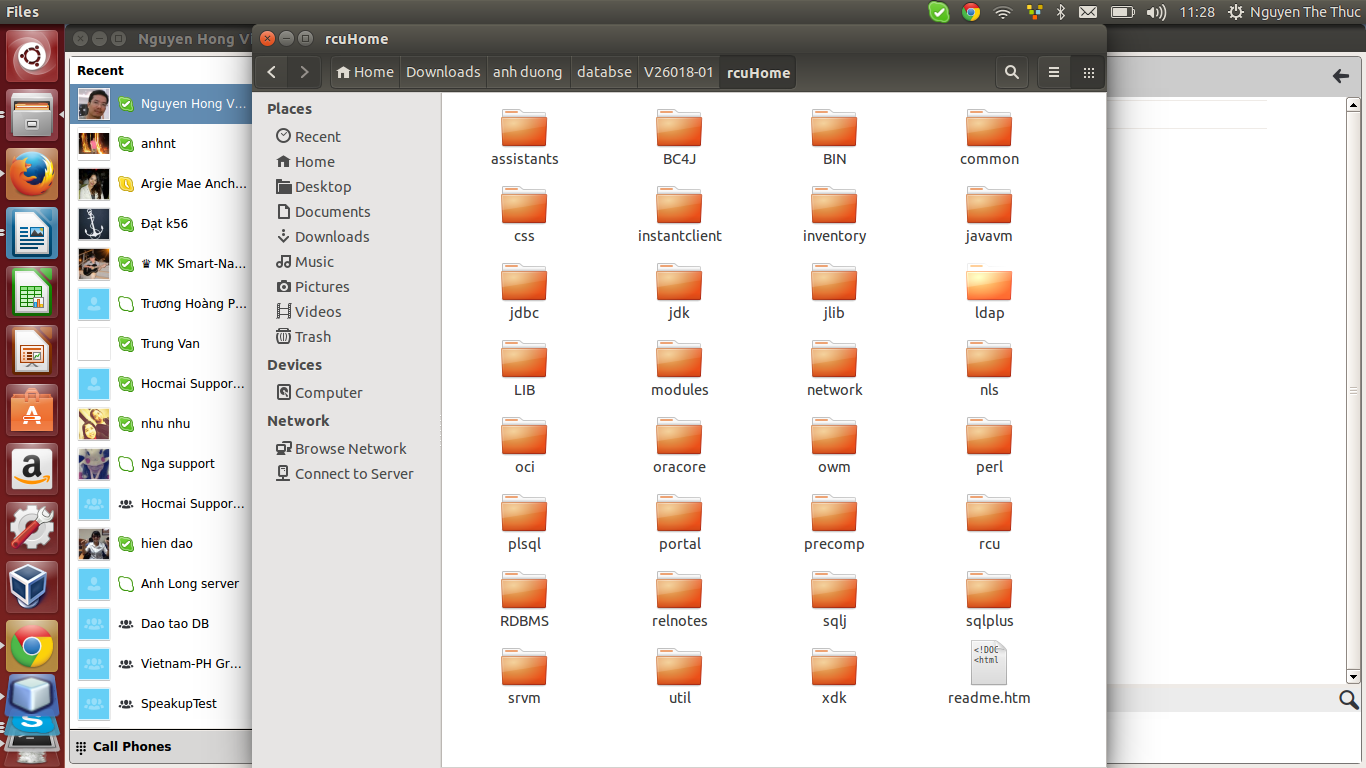 Files
11:28
Nguyen The Thuc
Nguyen Hong V
Recent
Nguyen Hong V...
anhnt
Argie Mae Anch...
Đạt k56
♛ MK Smart-Na...
Trương Hoàng P...
Trung Van
Hocmai Suppor...
nhu nhu
Nga support
Hocmai Suppor...
hien dao
Anh Long server
Dao tao DB
Vietnam-PH Gr...
SpeakupTest
Call Phones
rcuHome
Home
Downloads
anh duong
databse
V26018-01
rcuHome
Places
Recent
Home
Desktop
Documents
Downloads
Music
Pictures
Videos
Trash
Devices
Computer
Network
Browse Network
Connect to Server
assistants
BC4J
BIN
common
css
instantclient
inventory
javavm
jdbc
jdk
jlib
ldap
LIB
modules
network
nls
oci
oracore
owm
perl
plsql
portal
precomp
rcu
RDBMS
relnotes
sqlj
sqlplus
srvm
util
xdk
<!DOC
<html
readme.htm